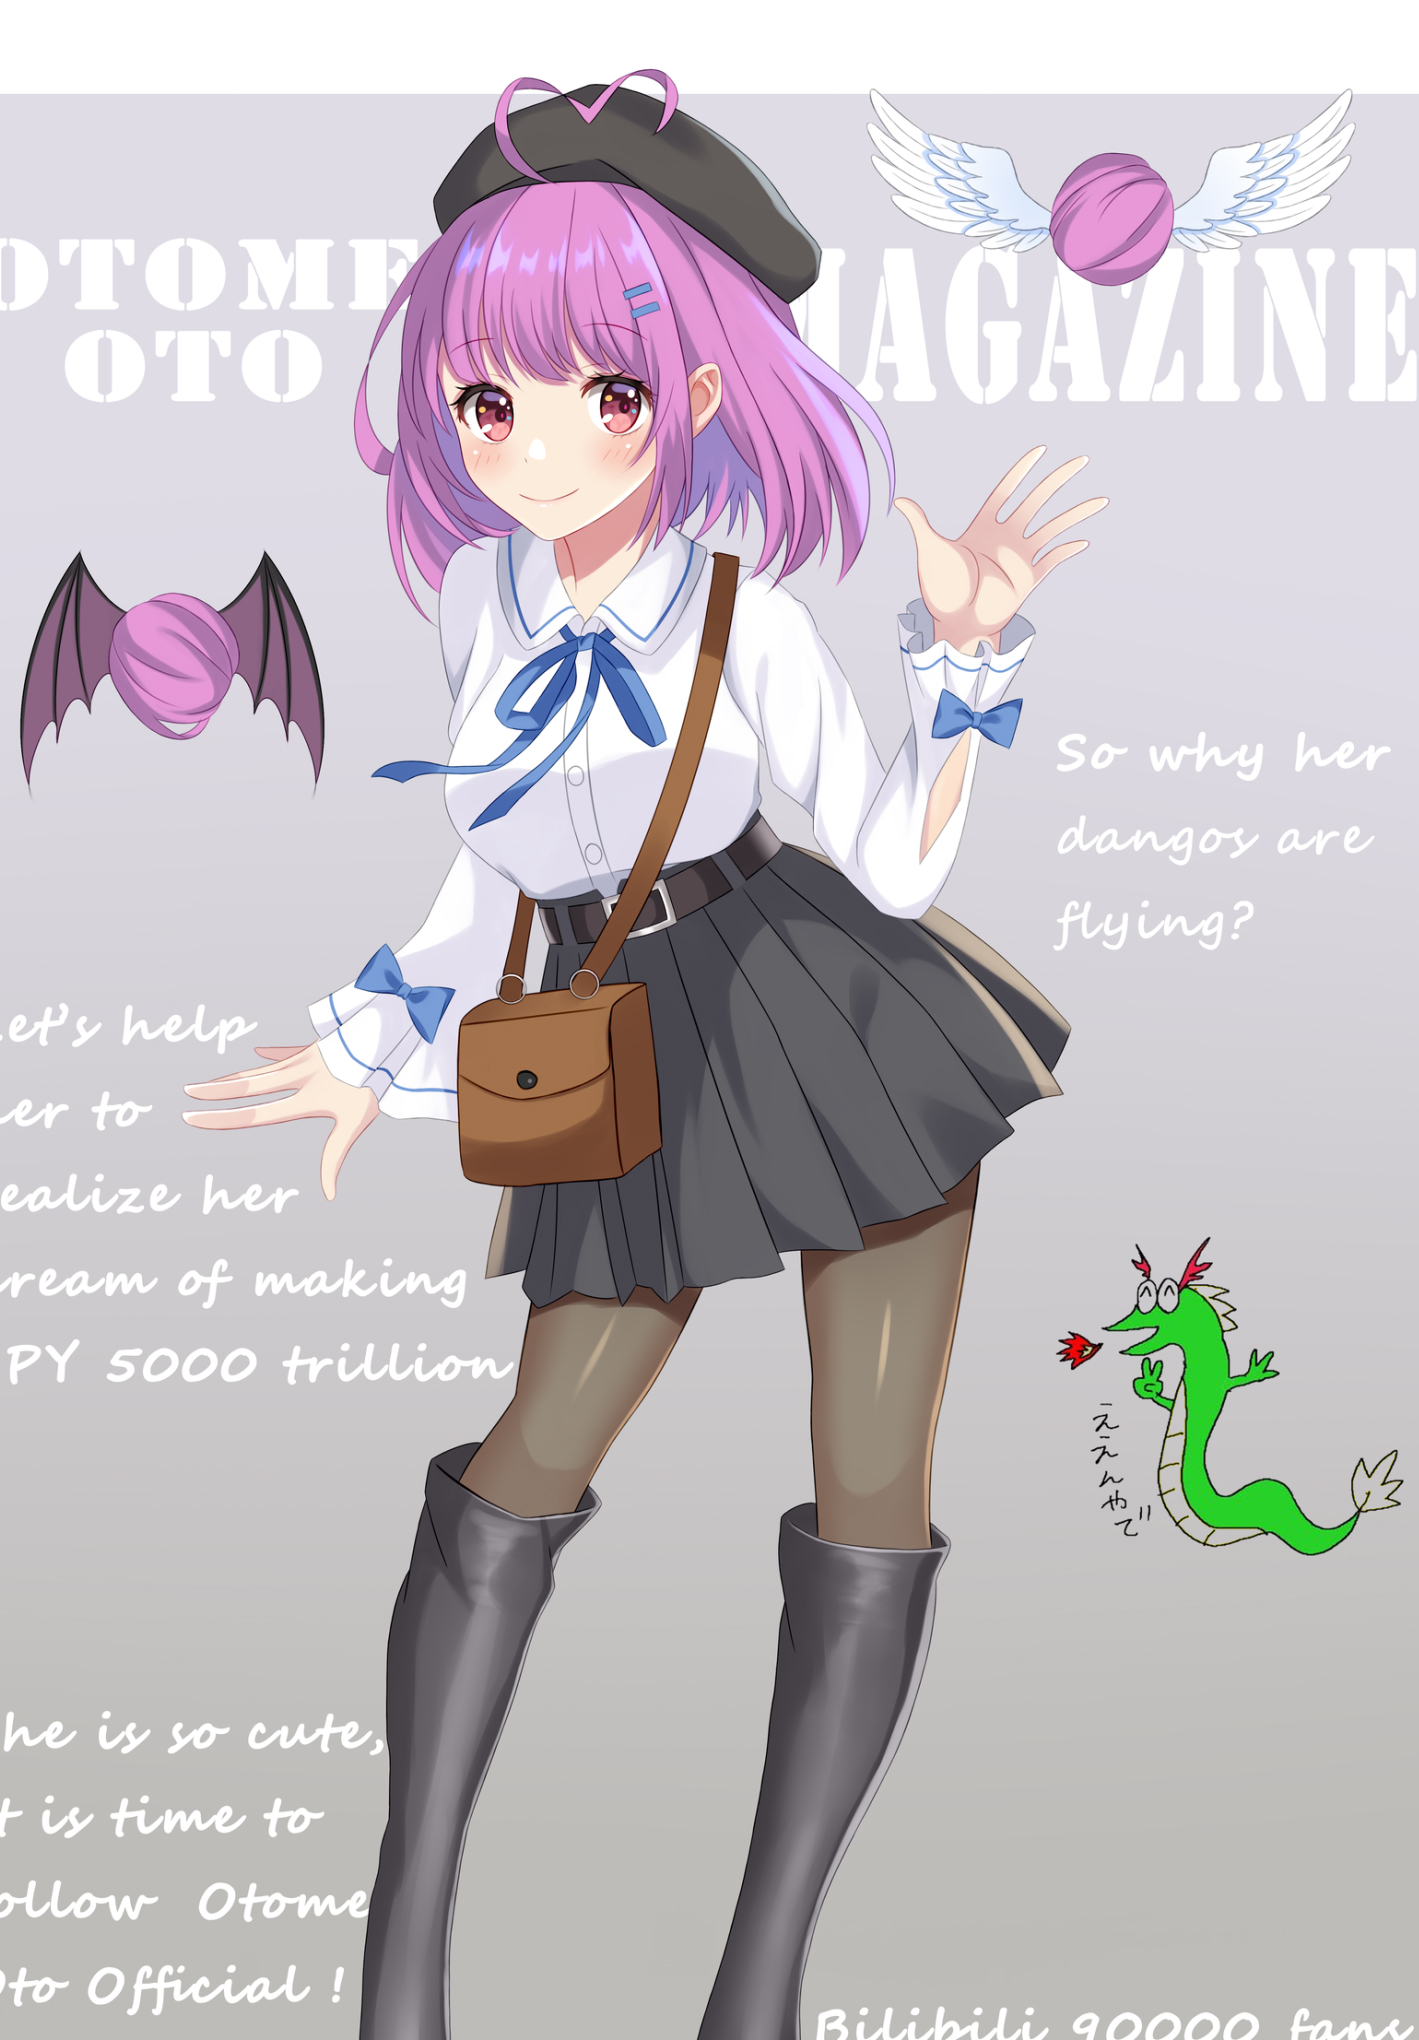 OTOME
OTO
MAGAZINE
So why her
dangos are
flying?
et's help
er to
ealize her
ream of making
PY 5000 trillion
ええんやで
he is so cute,
t is time to
ollow Otome
Oto Official !
Bilibili 90000 fans